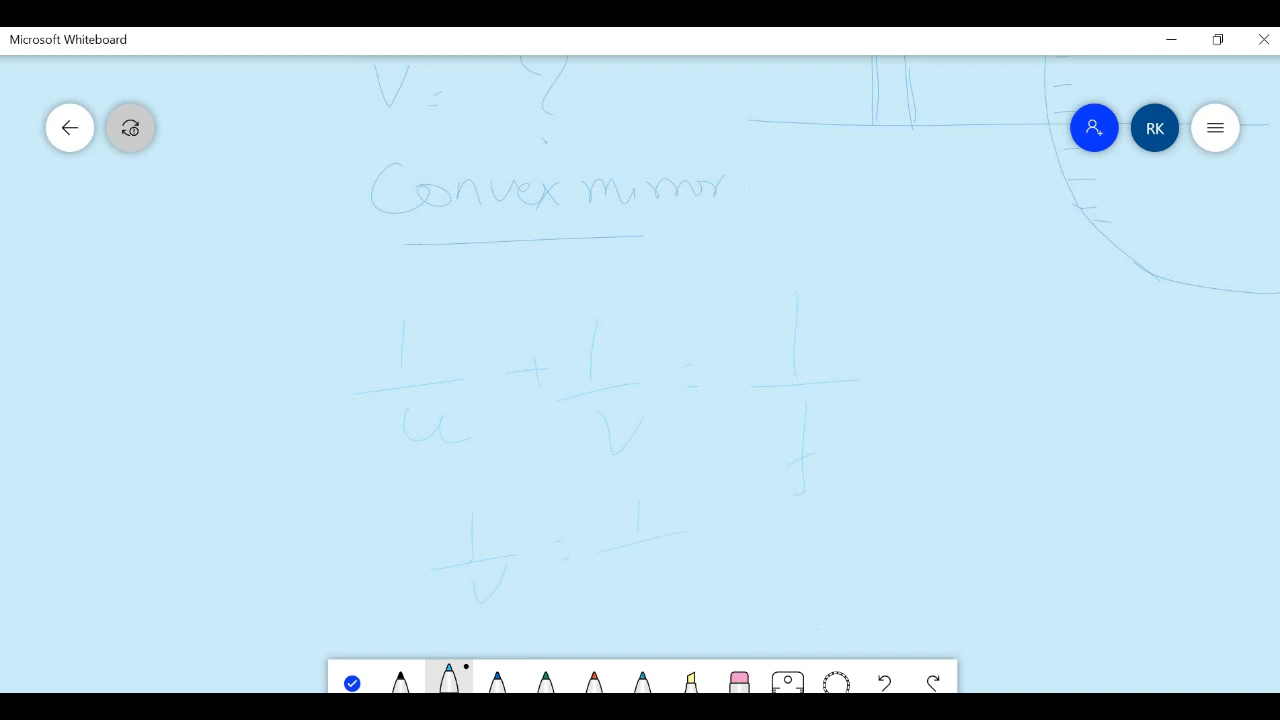 Microsoft Whiteboard
V = ?
RK
Convex mirror
1/u + 1/v = 1/f
1/v = 1/